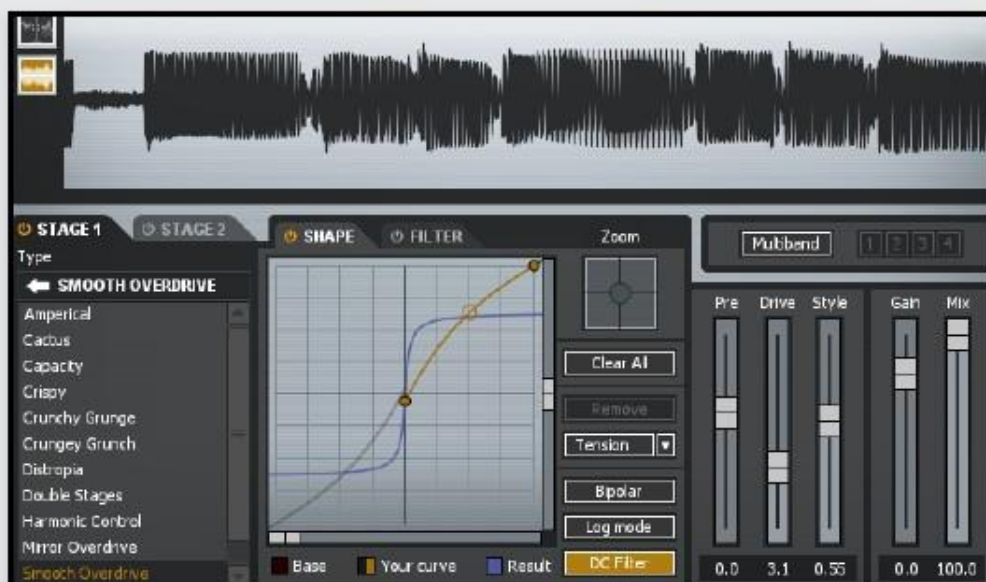 STAGE 1 STAGE 2
Type
SMOOTH OVERDRIVE
Amperical
Cactus
Capacity
Crispy
Crunchy Grunge
Crungey Grunch
Distropia
Double Stages
Harmonic Control
Mirror Overdrive
Smooth Overdrive
SHAPE FILTER
Zoom
Clear All
Remove
Tension
Bipolar
Log mode
DC Filter
Base Your curve Result
Multiband 1 2 3 4
Pre Drive Style Gain Mix
0.0 3.1 0.55 0.0 100.0